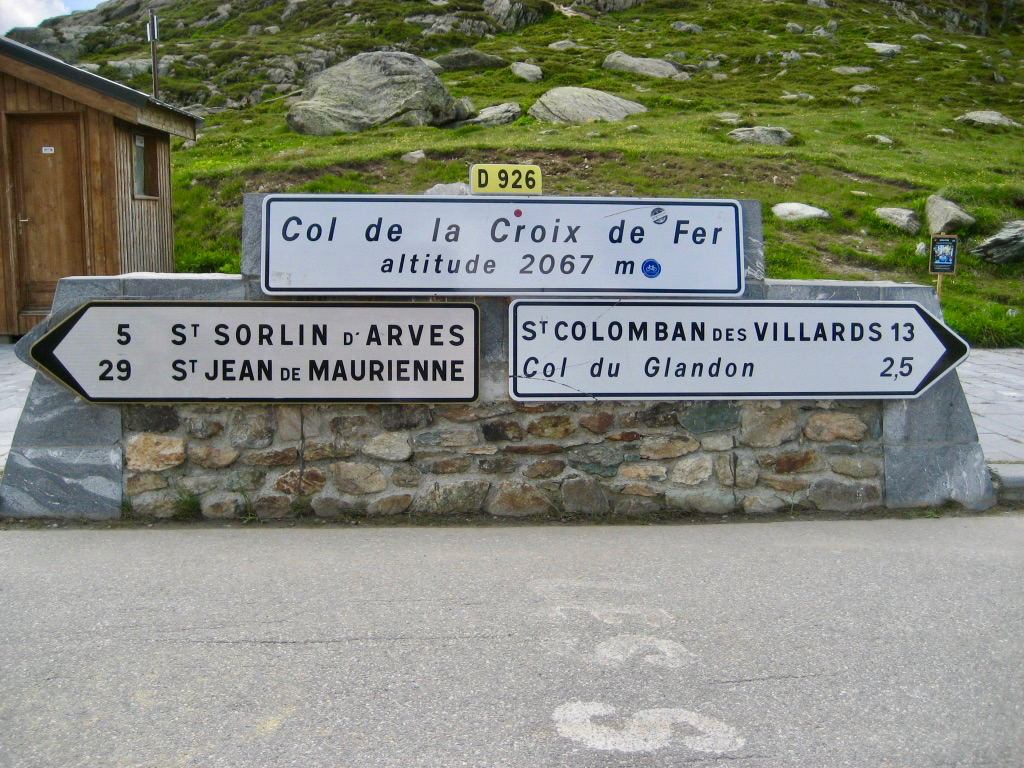 D 926
Col de la Croix de Fer
altitude 2067 m
5 ST SORLIN D'ARVES
29 ST JEAN DE MAURIENNE
ST COLOMBAN DES VILLARDS 13
Col du Glandon 2,5